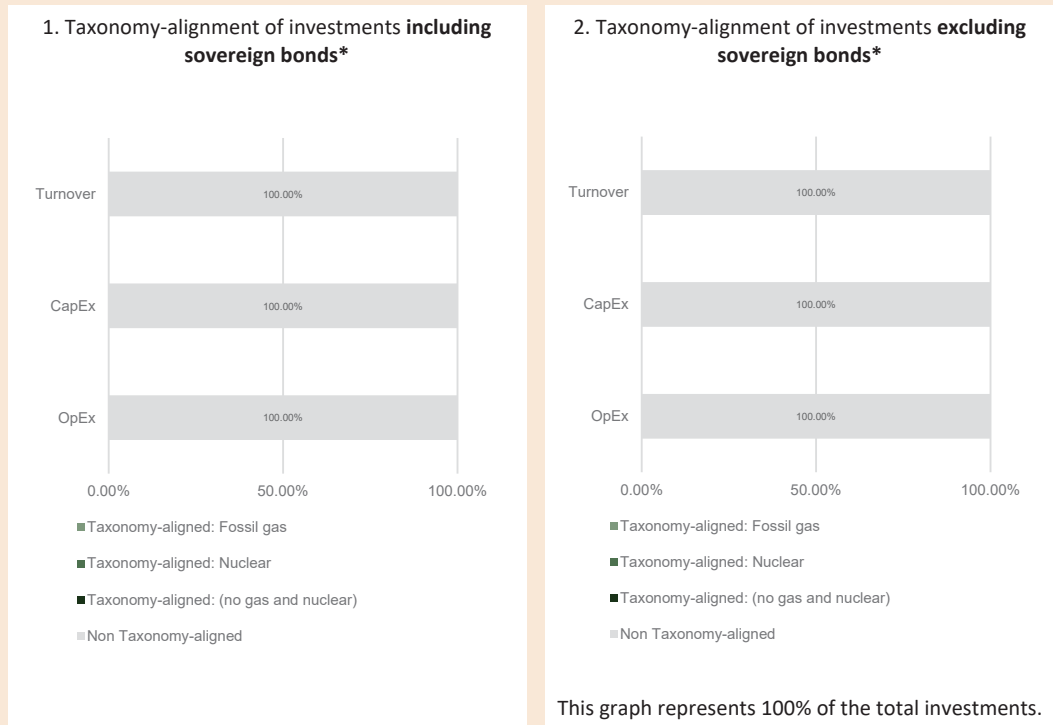 1. Taxonomy-alignment of investments including
sovereign bonds*
Turnover
100.00%
CapEx
100.00%
OpEx
100.00%
0.00%
50.00%
100.00%
Taxonomy-aligned: Fossil gas
Taxonomy-aligned: Nuclear
Taxonomy-aligned: (no gas and nuclear)
Non Taxonomy-aligned
2. Taxonomy-alignment of investments excluding
sovereign bonds*
Turnover
100.00%
CapEx
100.00%
OpEx
100.00%
0.00%
50.00%
100.00%
Taxonomy-aligned: Fossil gas
Taxonomy-aligned: Nuclear
Taxonomy-aligned: (no gas and nuclear)
Non Taxonomy-aligned
This graph represents 100% of the total investments.